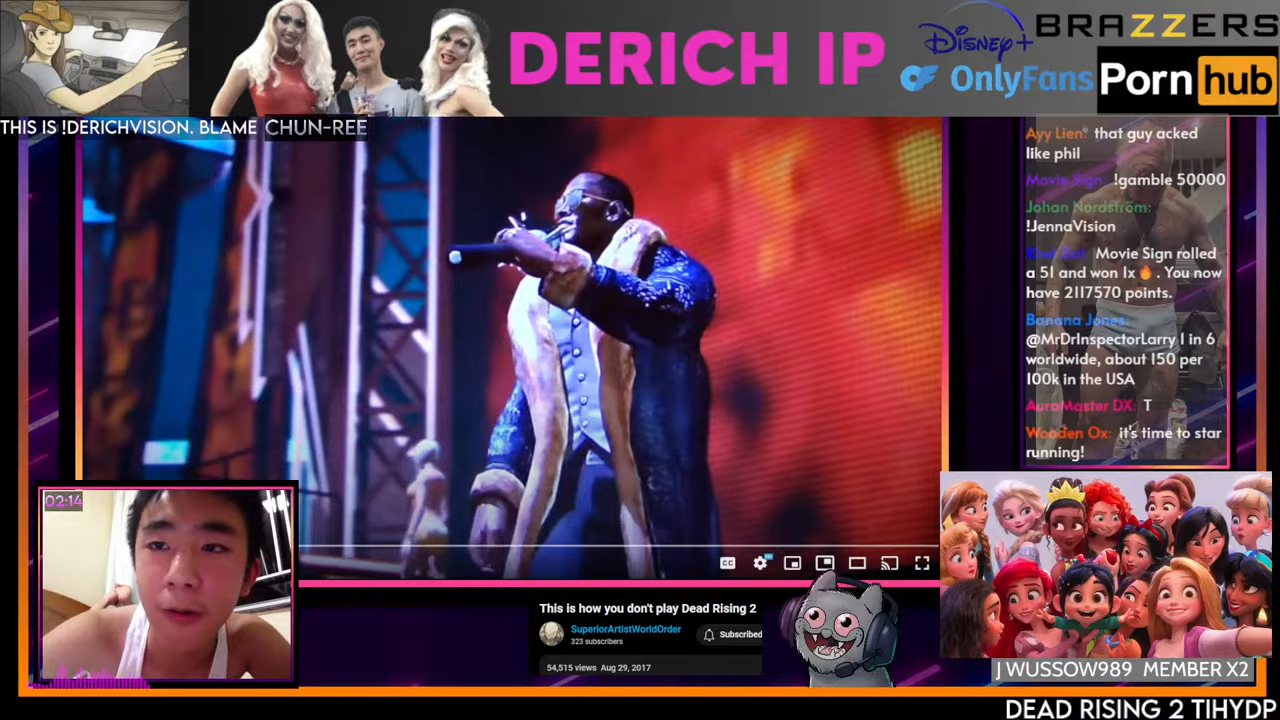 DERICH IP
Disney+
BRAZZERS
OnlyFans
Pornhub
THIS IS !DERICHVISION. BLAME CHUN-REE
Ayy Lien: that guy acked
like phil
Movie Sign: !gamble 50000
Johan Nordström:
!JennaVision
Movie Sign rolled
a 51 and won 1x 🔥. You now
have 2117570 points.
Banana Jones:
@MrDrInspectorLarry 1 in 6
worldwide, about 150 per
100k in the USA
AuraMaster DX: T
Wooden Ox: it's time to star
running!
02:14
CC
HD
This is how you don't play Dead Rising 2
SuperiorArtistWorldOrder
323 subscribers
Subscribed
54,515 views Aug 29, 2017
J WUSSOW989 MEMBER X2
DEAD RISING 2 TIHYDP